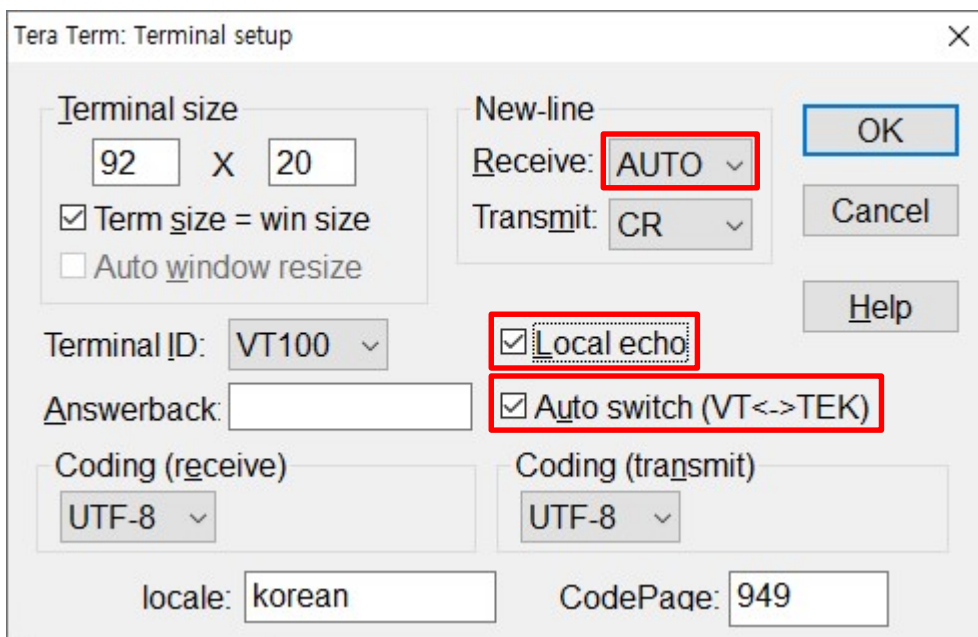 Tera Term: Terminal setup
Terminal size
92 X 20
Term size = win size
Auto window resize
New-line
Receive: AUTO
Transmit: CR
OK
Cancel
Help
Terminal ID: VT100
Local echo
Answerback:
Auto switch (VT<->TEK)
Coding (receive)
UTF-8
Coding (transmit)
UTF-8
locale: korean
CodePage: 949